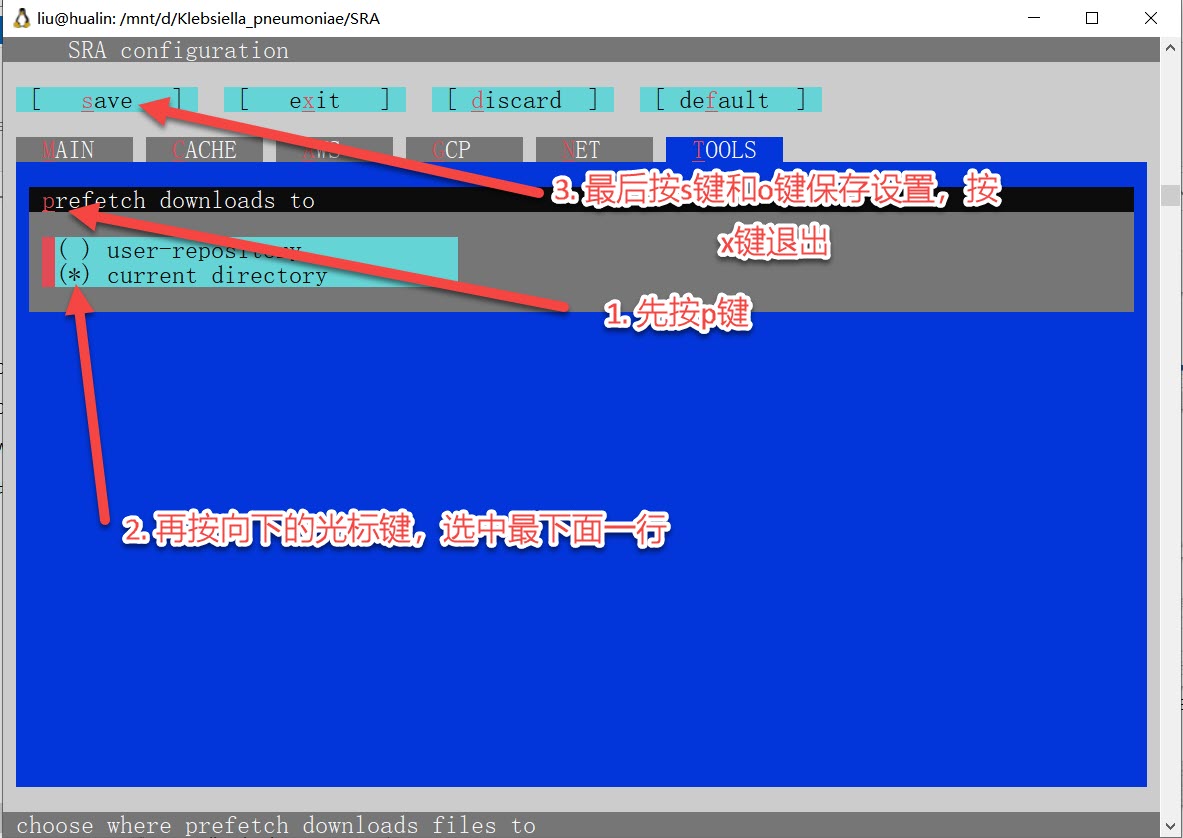 liu@hualin: /mnt/d/Klebsiella_pneumoniae/SRA
SRA configuration
[ save ] [ exit ] [ discard ] [ default ]
MAIN CACHE AWS GCP NET TOOLS
prefetch downloads to
( ) user-repository
(*) current directory
3. 最后按s键和o键保存设置，按
x键退出
1. 先按p键
2. 再按向下的光标键，选中最下面一行
choose where prefetch downloads files to